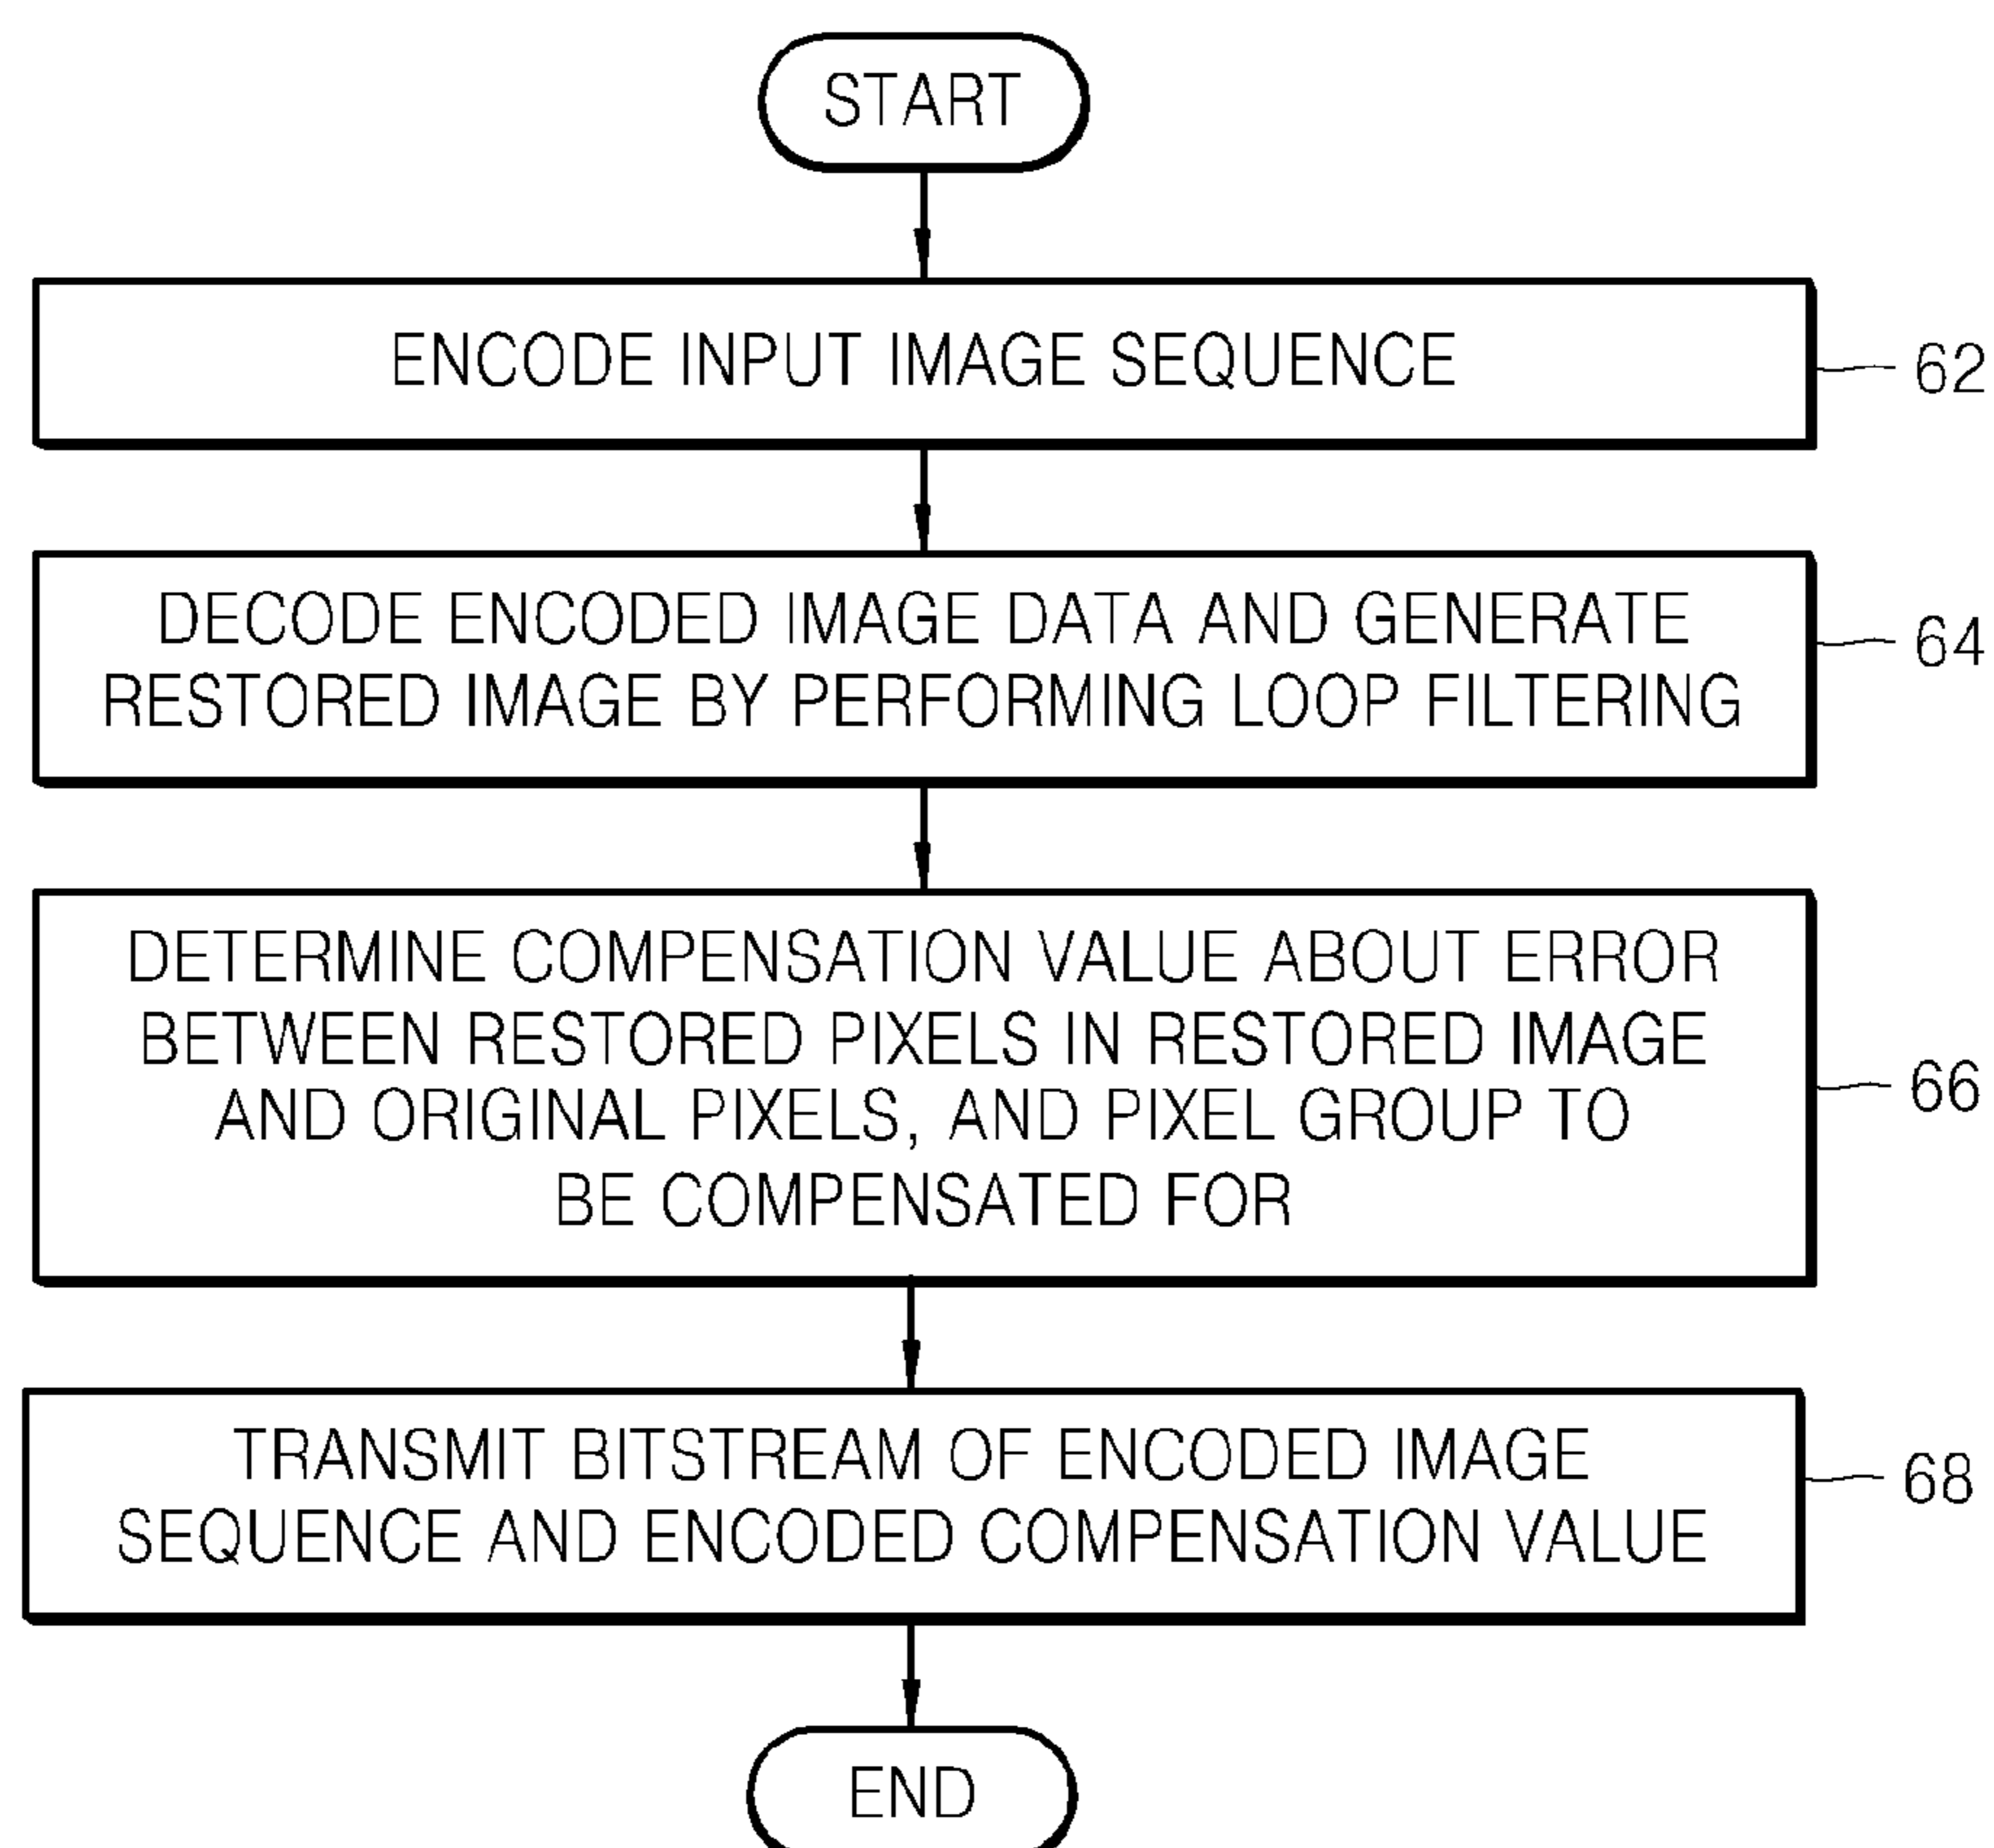 START
ENCODE INPUT IMAGE SEQUENCE
62
DECODE ENCODED IMAGE DATA AND GENERATE
RESTORED IMAGE BY PERFORMING LOOP FILTERING
64
DETERMINE COMPENSATION VALUE ABOUT ERROR
BETWEEN RESTORED PIXELS IN RESTORED IMAGE
AND ORIGINAL PIXELS, AND PIXEL GROUP TO
BE COMPENSATED FOR
66
TRANSMIT BITSTREAM OF ENCODED IMAGE
SEQUENCE AND ENCODED COMPENSATION VALUE
68
END